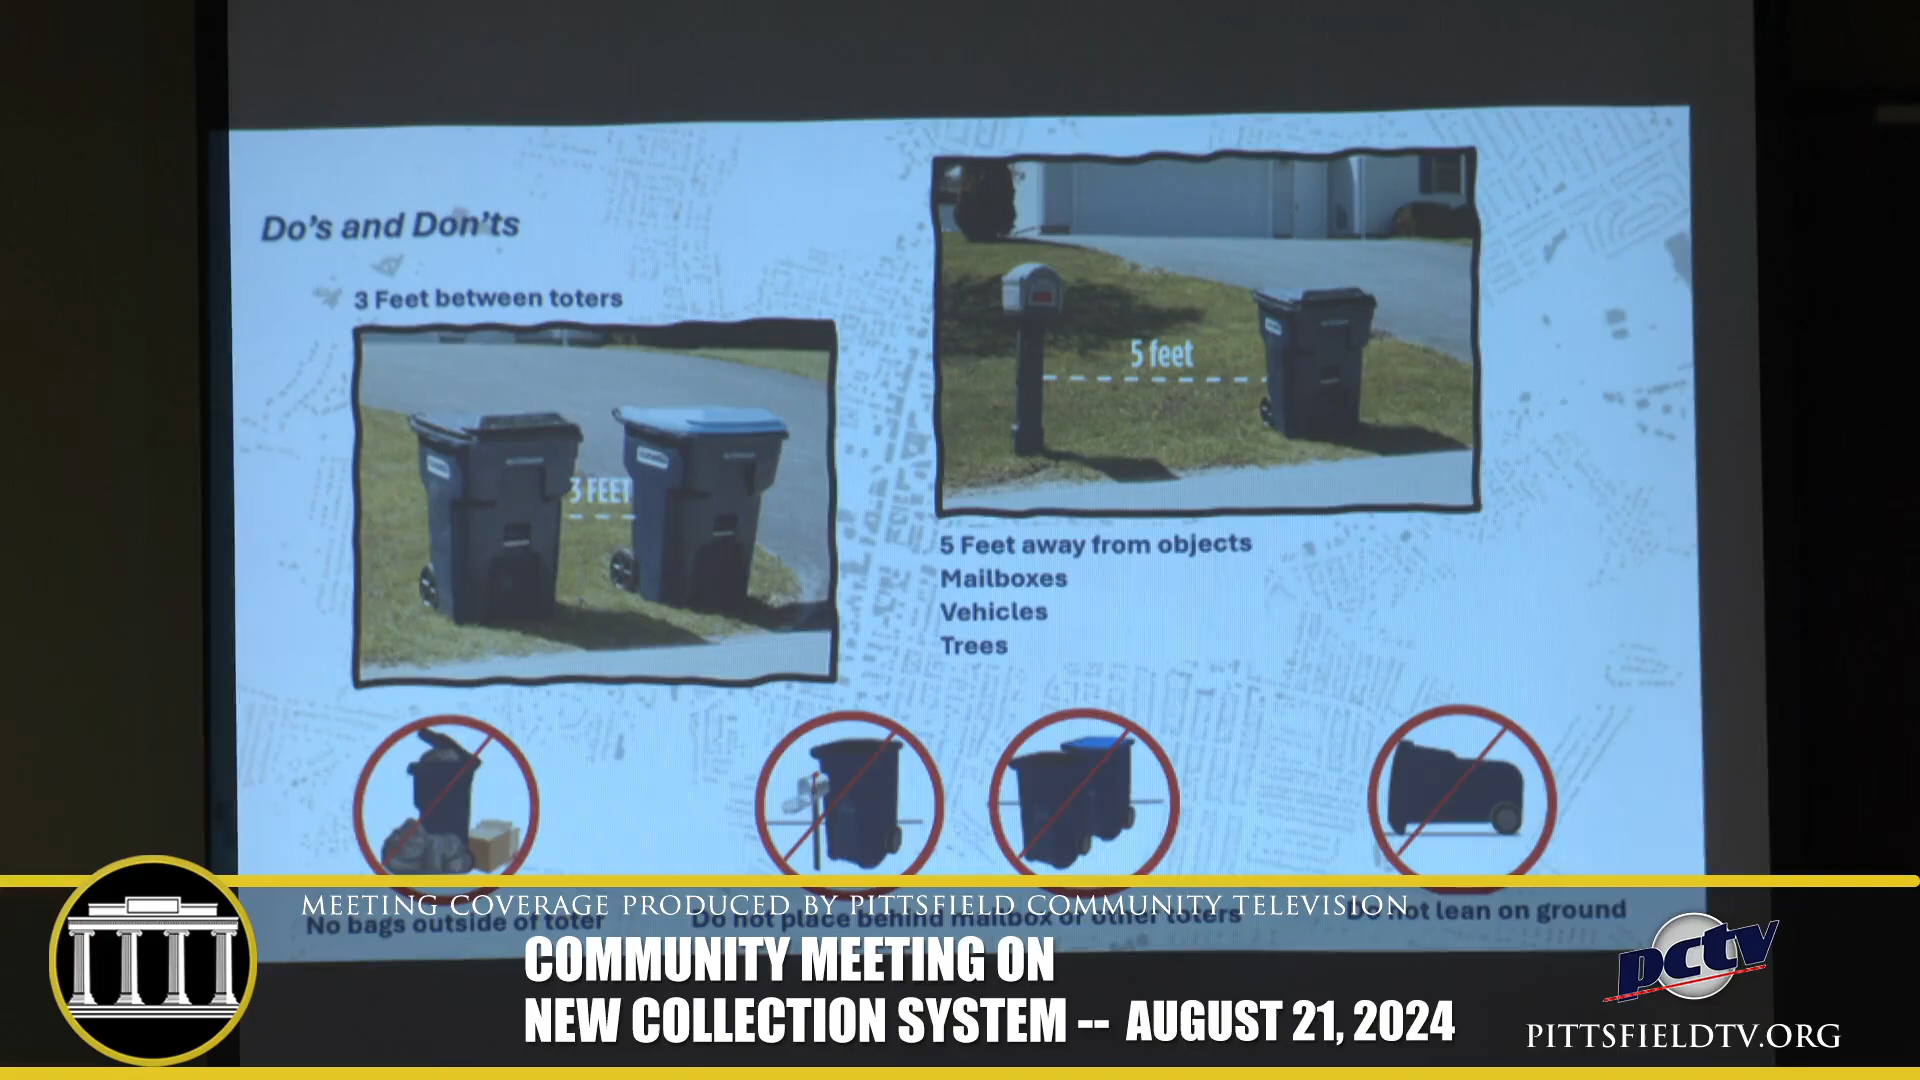 Do's and Don'ts
3 Feet between toters
3 FEET
5 feet
5 Feet away from objects
Mailboxes
Vehicles
Trees
No bags outside of toter
Do not place behind mailbox or other toters
Do not lean on ground
MEETING COVERAGE PRODUCED BY PITTSFIELD COMMUNITY TELEVISION
COMMUNITY MEETING ON
NEW COLLECTION SYSTEM -- AUGUST 21, 2024
pctv
PITTSFIELDTV.ORG